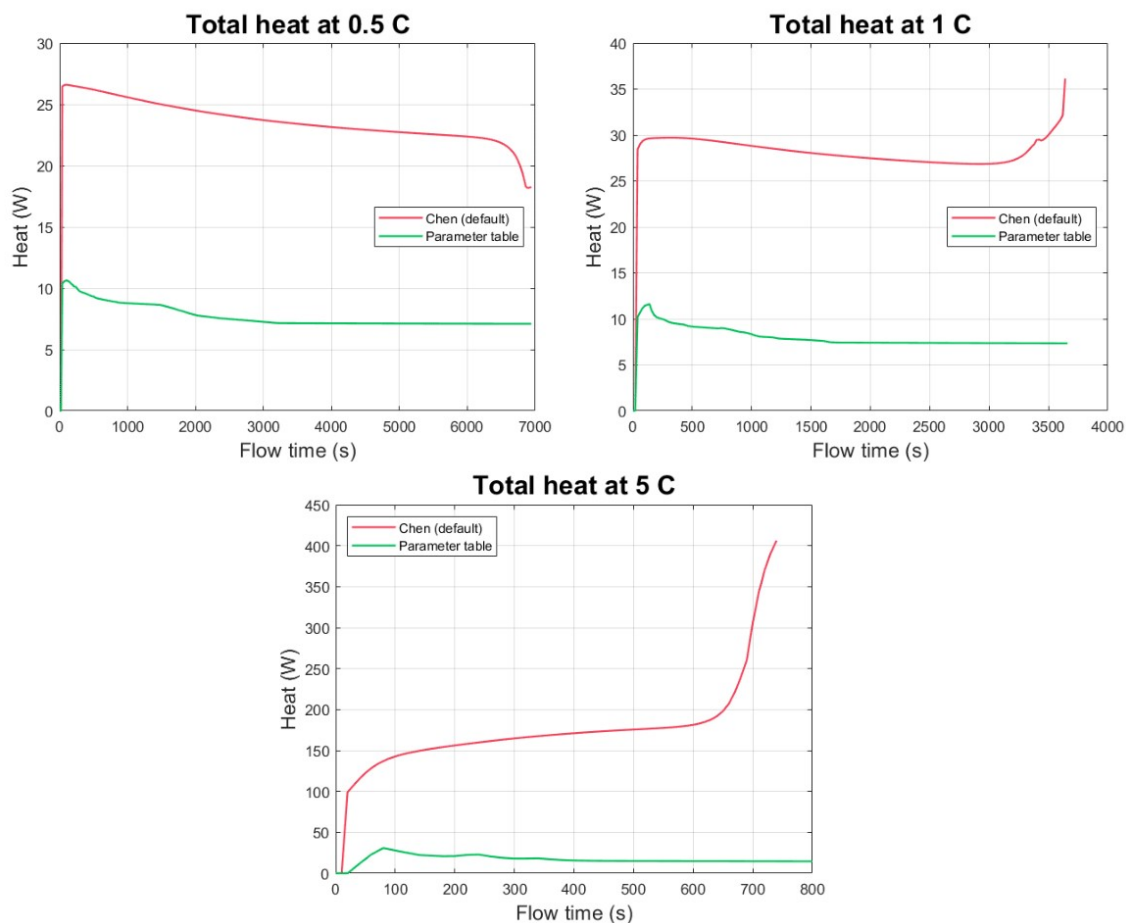 Total heat at 0.5 C
30
25
20
15
10
5
0
Heat (W)
Chen (default)
Parameter table
0 1000 2000 3000 4000 5000 6000 7000
Flow time (s)
Total heat at 1 C
40
35
30
25
20
15
10
5
0
Heat (W)
Chen (default)
Parameter table
0 500 1000 1500 2000 2500 3000 3500 4000
Flow time (s)
Total heat at 5 C
450
400
350
300
250
200
150
100
50
0
Heat (W)
Chen (default)
Parameter table
0 100 200 300 400 500 600 700 800
Flow time (s)